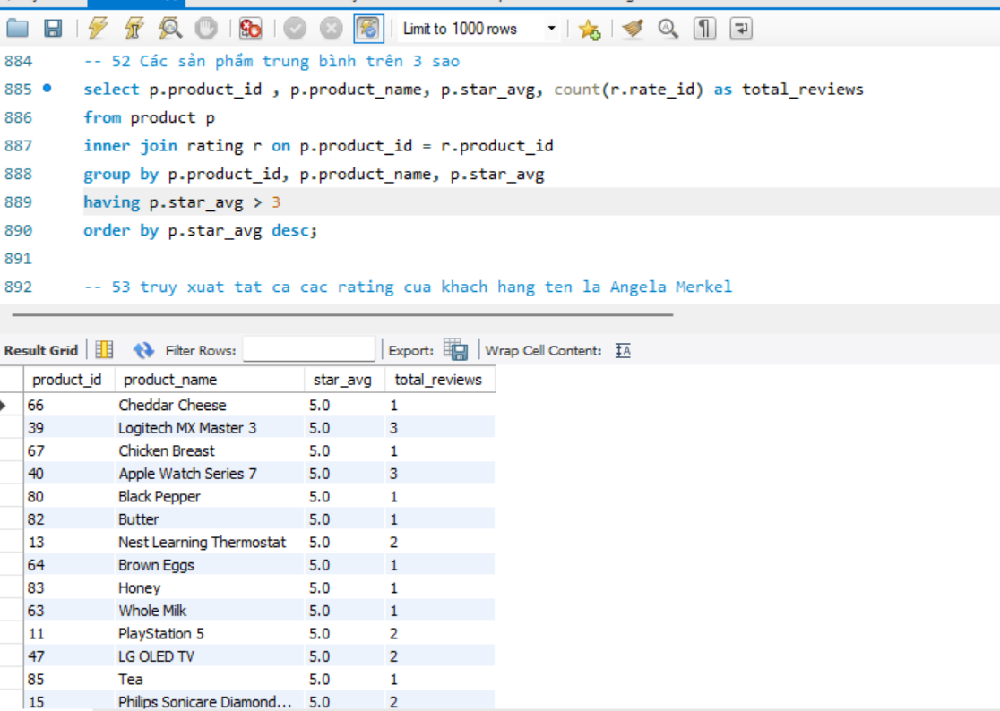 Limit to 1000 rows
884 -- 52 Các sản phẩm trung bình trên 3 sao
885 select p.product_id , p.product_name, p.star_avg, count(r.rate_id) as total_reviews
886 from product p
887 inner join rating r on p.product_id = r.product_id
888 group by p.product_id, p.product_name, p.star_avg
889 having p.star_avg > 3
890 order by p.star_avg desc;
891
892 -- 53 truy xuat tat ca cac rating cua khach hang ten la Angela Merkel
Result Grid Filter Rows: Export: Wrap Cell Content:
product_id product_name star_avg total_reviews
66 Cheddar Cheese 5.0 1
39 Logitech MX Master 3 5.0 3
67 Chicken Breast 5.0 1
40 Apple Watch Series 7 5.0 3
80 Black Pepper 5.0 1
82 Butter 5.0 1
13 Nest Learning Thermostat 5.0 2
64 Brown Eggs 5.0 1
83 Honey 5.0 1
63 Whole Milk 5.0 1
11 PlayStation 5 5.0 2
47 LG OLED TV 5.0 2
85 Tea 5.0 1
15 Philips Sonicare Diamond... 5.0 2